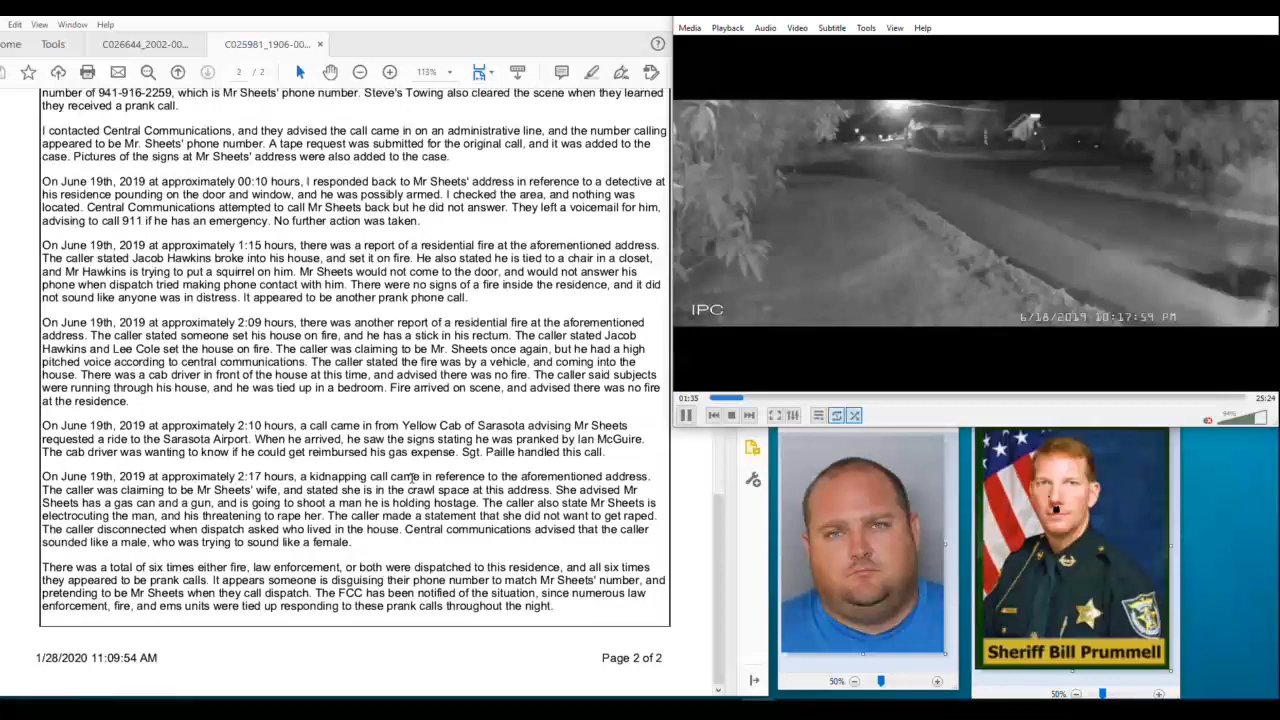 Edit View Window Help
ome Tools C026644_2002-00... C025981_1906-00... ×
2 / 2 113%
number of 941-916-2259, which is Mr Sheets' phone number. Steve's Towing also cleared the scene when they learned
they received a prank call.
I contacted Central Communications, and they advised the call came in on an administrative line, and the number calling
appeared to be Mr. Sheets' phone number. A tape request was submitted for the original call, and it was added to the
case. Pictures of the signs at Mr Sheets' address were also added to the case.
On June 19th, 2019 at approximately 00:10 hours, I responded back to Mr Sheets' address in reference to a detective at
his residence pounding on the door and window, and he was possibly armed. I checked the area, and nothing was
located. Central Communications attempted to call Mr Sheets back but he did not answer. They left a voicemail for him,
advising to call 911 if he has an emergency. No further action was taken.
On June 19th, 2019 at approximately 1:15 hours, there was a report of a residential fire at the aforementioned address.
The caller stated Jacob Hawkins broke into his house, and set it on fire. He also stated he is tied to a chair in a closet,
and Mr Hawkins is trying to put a squirrel on him. Mr Sheets would not come to the door, and would not answer his
phone when dispatch tried making phone contact with him. There were no signs of a fire inside the residence, and it did
not sound like anyone was in distress. It appeared to be another prank phone call.
On June 19th, 2019 at approximately 2:09 hours, there was another report of a residential fire at the aforementioned
address. The caller stated someone set his house on fire, and he has a stick in his rectum. The caller stated Jacob
Hawkins and Lee Cole set the house on fire. The caller was claiming to be Mr. Sheets once again, but he had a high
pitched voice according to central communications. The caller stated the fire was by a vehicle, and coming into the
house. There was a cab driver in front of the house at this time, and advised there was no fire. The caller said subjects
were running through his house, and he was tied up in a bedroom. Fire arrived on scene, and advised there was no fire
at the residence.
On June 19th, 2019 at approximately 2:10 hours, a call came in from Yellow Cab of Sarasota advising Mr Sheets
requested a ride to the Sarasota Airport. When he arrived, he saw the signs stating he was pranked by Ian McGuire.
The cab driver was wanting to know if he could get reimbursed his gas expense. Sgt. Paille handled this call.
On June 19th, 2019 at approximately 2:17 hours, a kidnapping call came in reference to the aforementioned address.
The caller was claiming to be Mr Sheets' wife, and stated she is in the crawl space at this address. She advised Mr
Sheets has a gas can and a gun, and is going to shoot a man he is holding hostage. The caller also state Mr Sheets is
electrocuting the man, and his threatening to rape her. The caller made a statement that she did not want to get raped.
The caller disconnected when dispatch asked who lived in the house. Central communications advised that the caller
sounded like a male, who was trying to sound like a female.
There was a total of six times either fire, law enforcement, or both were dispatched to this residence, and all six times
they appeared to be prank calls. It appears someone is disguising their phone number to match Mr Sheets' number, and
pretending to be Mr Sheets when they call dispatch. The FCC has been notified of the situation, since numerous law
enforcement, fire, and ems units were tied up responding to these prank calls throughout the night.
1/28/2020 11:09:54 AM Page 2 of 2
Media Playback Audio Video Subtitle Tools View Help
IPC
6/18/2019 10:17:59 PM
01:35 25:24
94%
Sheriff Bill Prummell
50%
50%